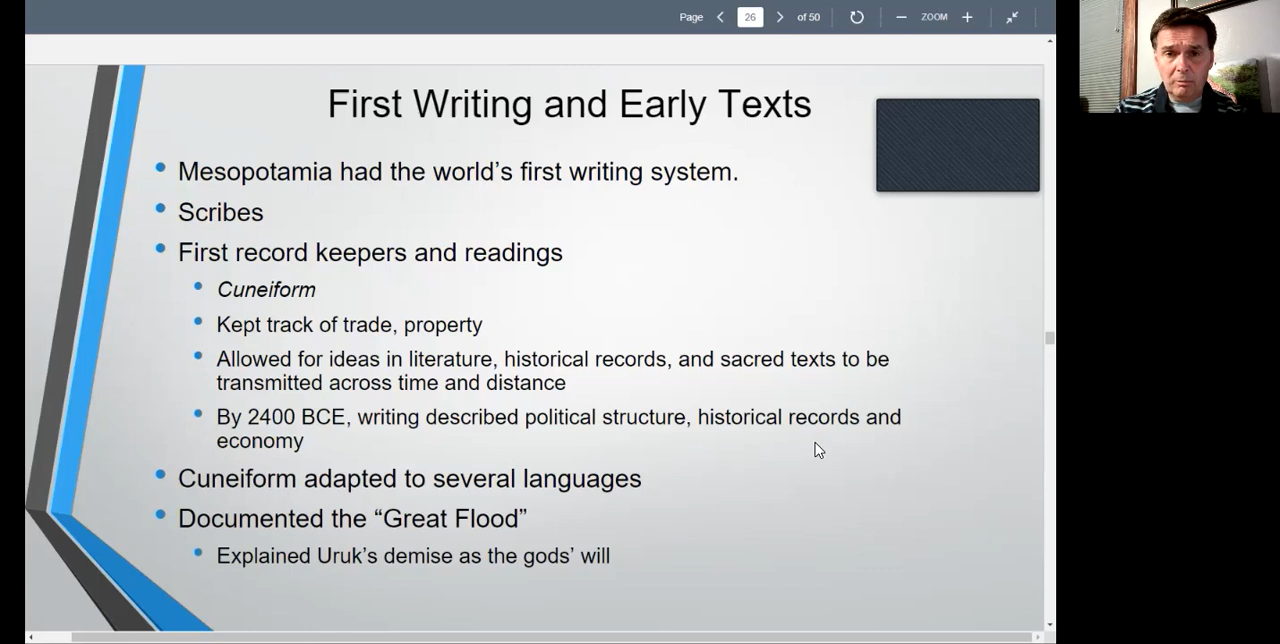 Page 26 of 50 ZOOM
First Writing and Early Texts
Mesopotamia had the world’s first writing system.
Scribes
First record keepers and readings
Cuneiform
Kept track of trade, property
Allowed for ideas in literature, historical records, and sacred texts to be
transmitted across time and distance
By 2400 BCE, writing described political structure, historical records and
economy
Cuneiform adapted to several languages
Documented the “Great Flood”
Explained Uruk’s demise as the gods’ will